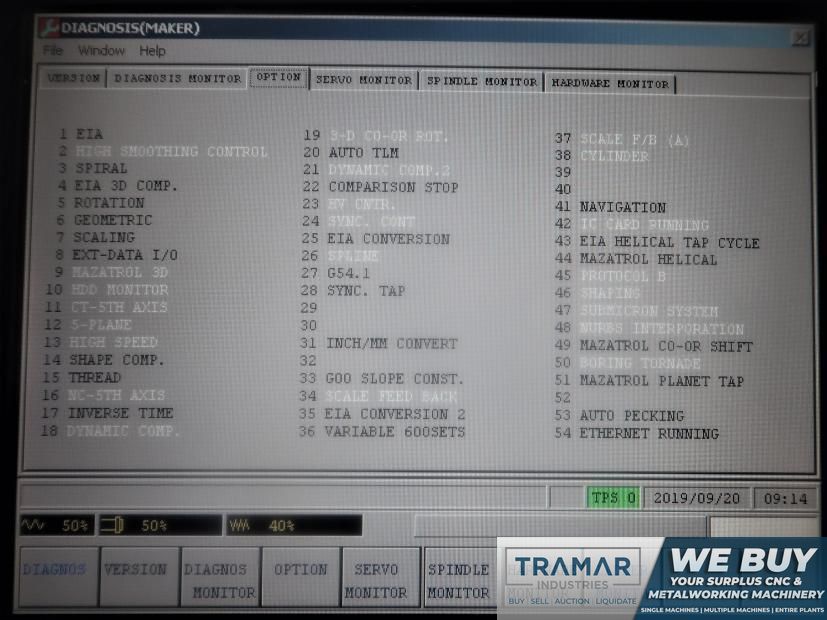 DIAGNOSIS(MAKER)
File Window Help
VERSION DIAGNOSIS MONITOR OPTION SERVO MONITOR SPINDLE MONITOR HARDWARE MONITOR
1 EIA
2 HIGH SMOOTHING CONTROL
3 SPIRAL
4 EIA 3D COMP.
5 ROTATION
6 GEOMETRIC
7 SCALING
8 EXT-DATA I/O
9 MAZATROL 3D
10 HDD MONITOR
11 CT-5TH AXIS
12 5-PLANE
13 HIGH SPEED
14 SHAPE COMP.
15 THREAD
16 NC-5TH AXIS
17 INVERSE TIME
18 DYNAMIC COMP.
19 3-D CO-OR ROT.
20 AUTO TLM
21 DYNAMIC COMP.2
22 COMPARISON STOP
23 HV CNTR.
24 SYNC. CONT
25 EIA CONVERSION
26 SPLINE
27 G54.1
28 SYNC. TAP
29
30
31 INCH/MM CONVERT
32
33 G00 SLOPE CONST.
34 SCALE FEED BACK
35 EIA CONVERSION 2
36 VARIABLE 600SETS
37 SCALE F/B (A)
38 CYLINDER
39
40
41 NAVIGATION
42 IC CARD RUNNING
43 EIA HELICAL TAP CYCLE
44 MAZATROL HELICAL
45 PROTOCOL B
46 SHAPING
47 SUBMICRON SYSTEM
48 NURBS INTERPORATION
49 MAZATROL CO-OR SHIFT
50 BORING TORNADE
51 MAZATROL PLANET TAP
52
53 AUTO PECKING
54 ETHERNET RUNNING
TPS 0 2019/09/20 09:14
50% 50% 40%
DIAGNOS VERSION DIAGNOS MONITOR OPTION SERVO MONITOR SPINDLE MONITOR
TRAMAR
INDUSTRIES
BUY SELL AUCTION LIQUIDATE
WE BUY
YOUR SURPLUS CNC &
METALWORKING MACHINERY
SINGLE MACHINES | MULTIPLE MACHINES | ENTIRE PLANTS